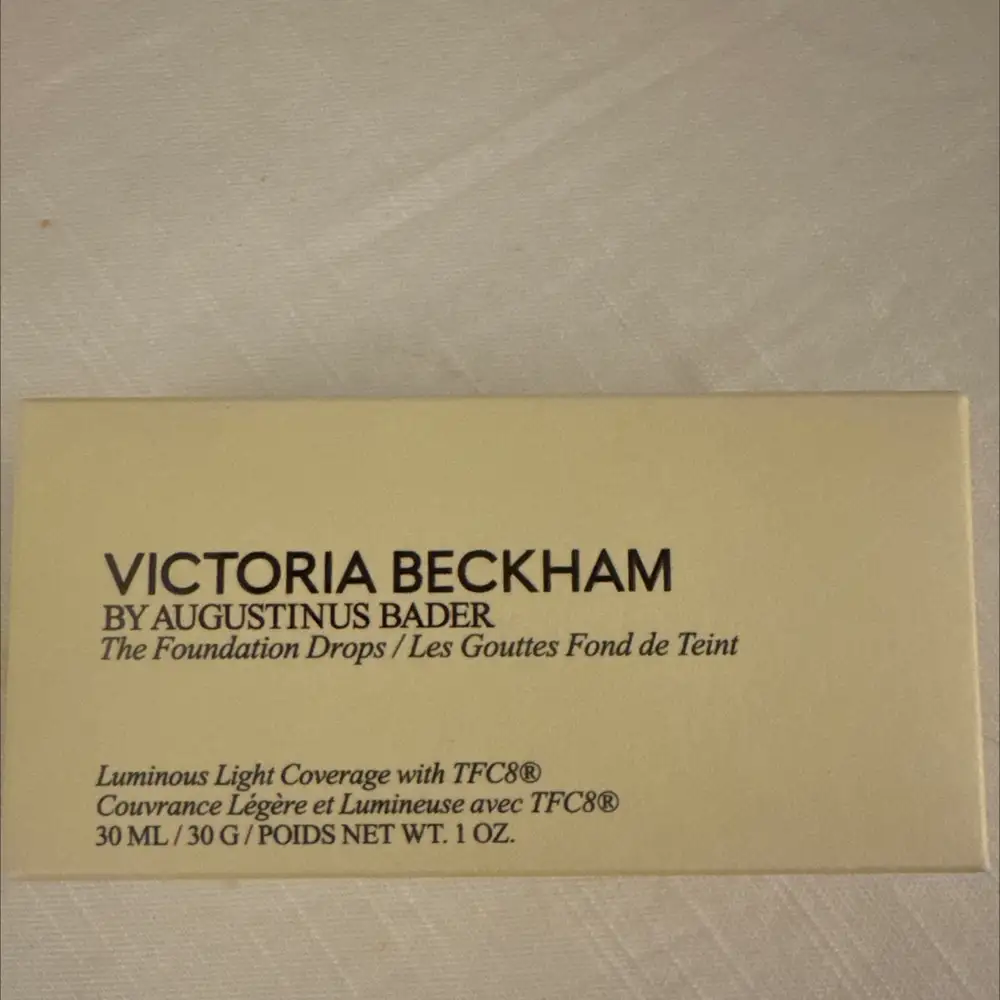 VICTORIA BECKHAM
BY AUGUSTINUS BADER
The Foundation Drops / Les Gouttes Fond de Teint
Luminous Light Coverage with TFC8®
Couvrance Légère et Lumineuse avec TFC8®
30 ML / 30 G / POIDS NET WT. 1 OZ.